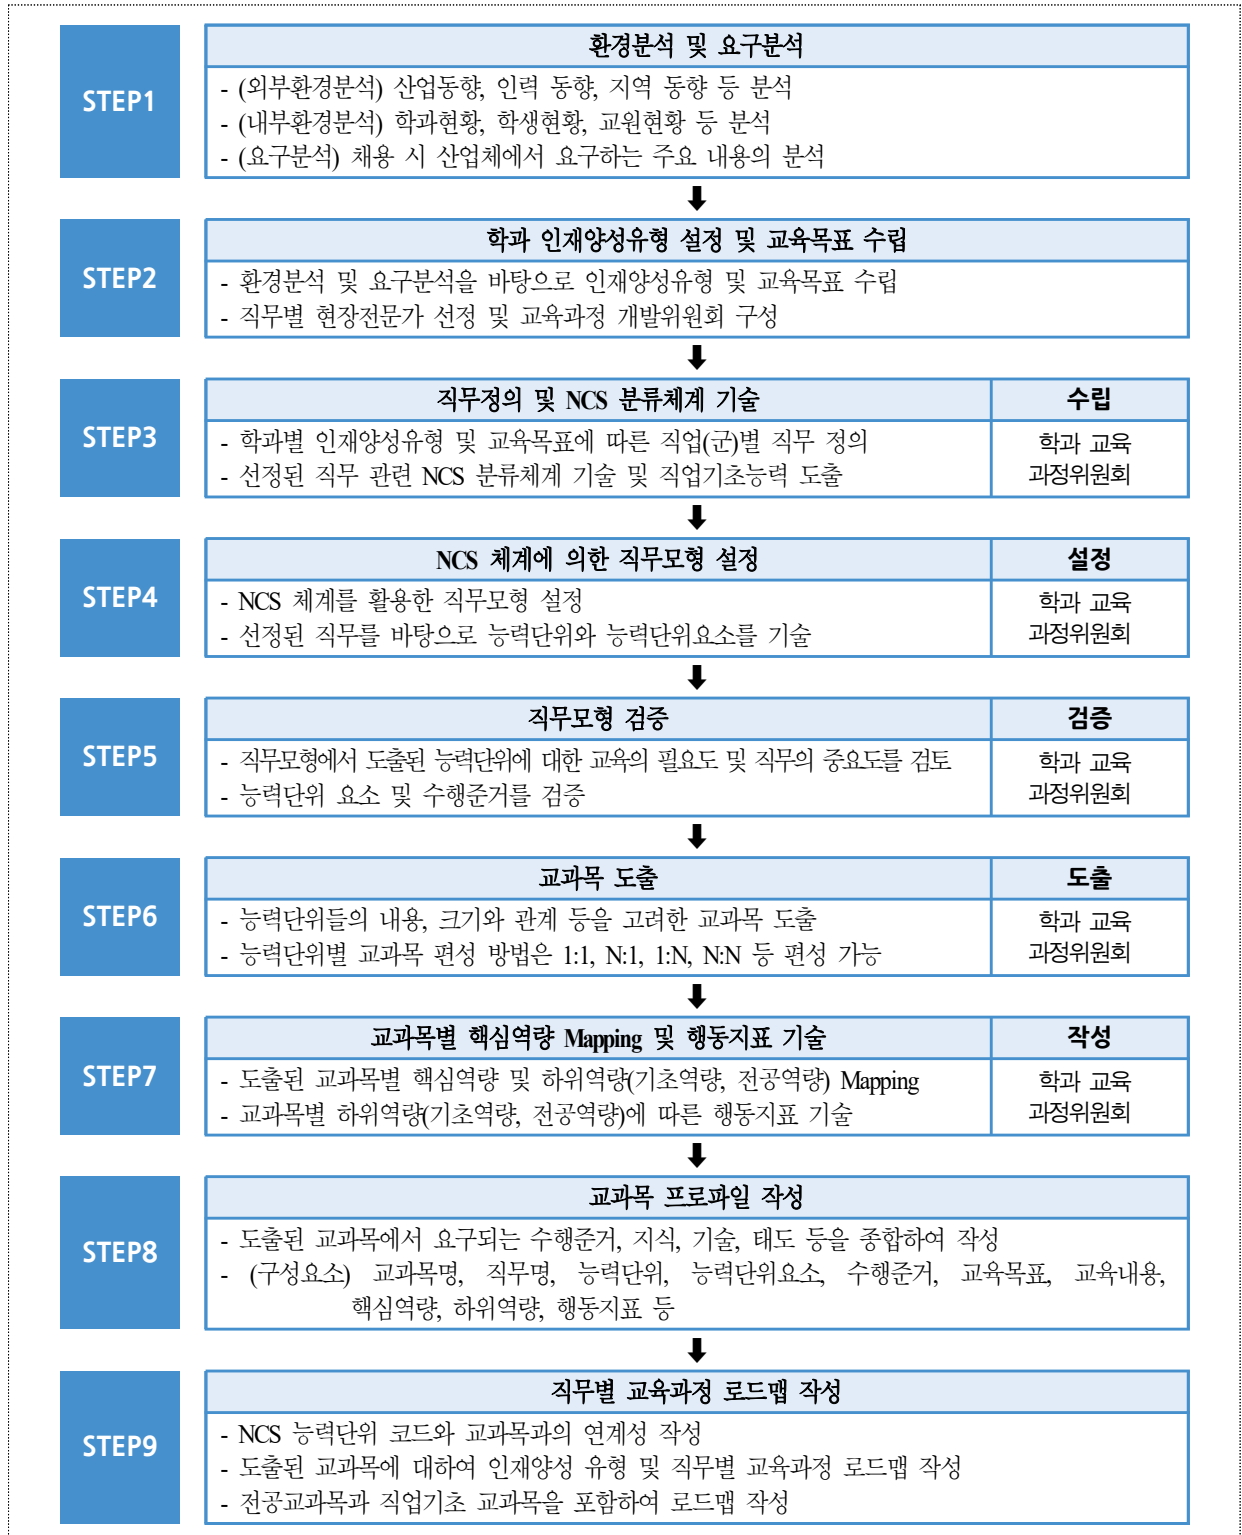 환경분석 및 요구분석
STEP1
- (외부환경분석) 산업동향, 인력 동향, 지역 동향 등 분석
- (내부환경분석) 학과현황, 학생현황, 교원현황 등 분석
- (요구분석) 채용 시 산업체에서 요구하는 주요 내용의 분석
⬇
학과 인재양성유형 설정 및 교육목표 수립
STEP2
- 환경분석 및 요구분석을 바탕으로 인재양성유형 및 교육목표 수립
- 직무별 현장전문가 선정 및 교육과정 개발위원회 구성
⬇
직무정의 및 NCS 분류체계 기술 수립
STEP3
- 학과별 인재양성유형 및 교육목표에 따른 직업(군)별 직무 정의 학과 교육
- 선정된 직무 관련 NCS 분류체계 기술 및 직업기초능력 도출 과정위원회
⬇
NCS 체계에 의한 직무모형 설정 설정
STEP4
- NCS 체계를 활용한 직무모형 설정 학과 교육
- 선정된 직무를 바탕으로 능력단위와 능력단위요소를 기술 과정위원회
⬇
직무모형 검증 검증
STEP5
- 직무모형에서 도출된 능력단위에 대한 교육의 필요도 및 직무의 중요도를 검토 학과 교육
- 능력단위 요소 및 수행준거를 검증 과정위원회
⬇
교과목 도출 도출
STEP6
- 능력단위들의 내용, 크기와 관계 등을 고려한 교과목 도출 학과 교육
- 능력단위별 교과목 편성 방법은 1:1, N:1, 1:N, N:N 등 편성 가능 과정위원회
⬇
교과목별 핵심역량 Mapping 및 행동지표 기술 작성
STEP7
- 도출된 교과목별 핵심역량 및 하위역량(기초역량, 전공역량) Mapping 학과 교육
- 교과목별 하위역량(기초역량, 전공역량)에 따른 행동지표 기술 과정위원회
⬇
교과목 프로파일 작성
STEP8
- 도출된 교과목에서 요구되는 수행준거, 지식, 기술, 태도 등을 종합하여 작성
- (구성요소) 교과목명, 직무명, 능력단위, 능력단위요소, 수행준거, 교육목표, 교육내용,
핵심역량, 하위역량, 행동지표 등
⬇
직무별 교육과정 로드맵 작성
STEP9
- NCS 능력단위 코드와 교과목과의 연계성 작성
- 도출된 교과목에 대하여 인재양성 유형 및 직무별 교육과정 로드맵 작성
- 전공교과목과 직업기초 교과목을 포함하여 로드맵 작성